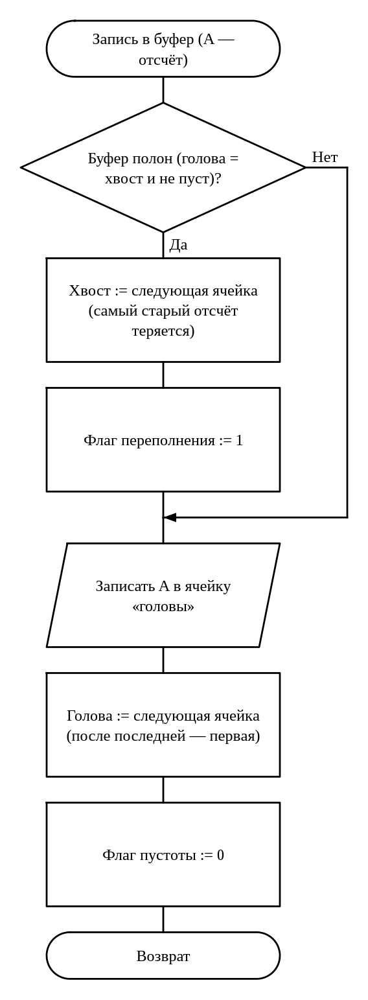 Запись в буфер (А —
отсчёт)
Буфер полон (голова =
хвост и не пуст)?
Нет
Да
Хвост := следующая ячейка
(самый старый отсчёт
теряется)
Флаг переполнения := 1
Записать А в ячейку
«головы»
Голова := следующая ячейка
(после последней — первая)
Флаг пустоты := 0
Возврат